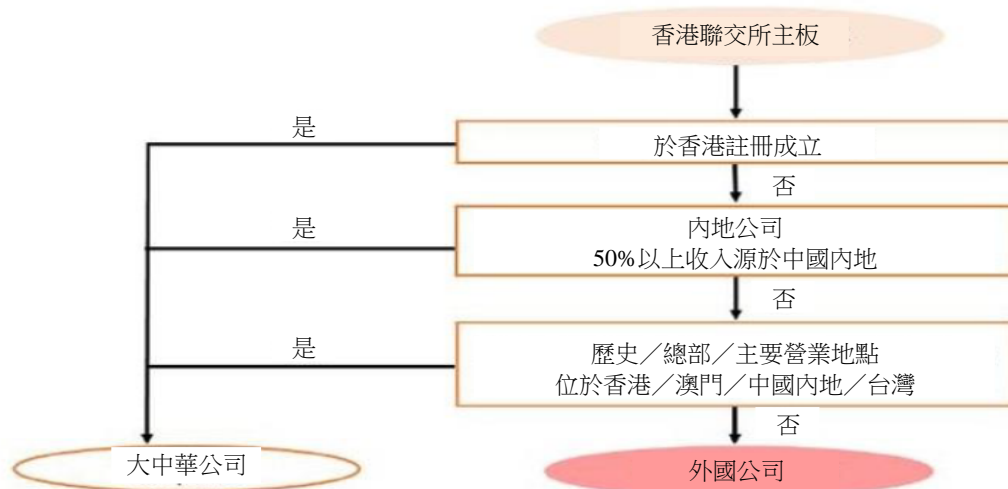 香港聯交所主板
是
於香港註冊成立
否
是
內地公司
50%以上收入源於中國內地
否
是
歷史／總部／主要營業地點
位於香港／澳門／中國內地／台灣
否
大中華公司
外國公司